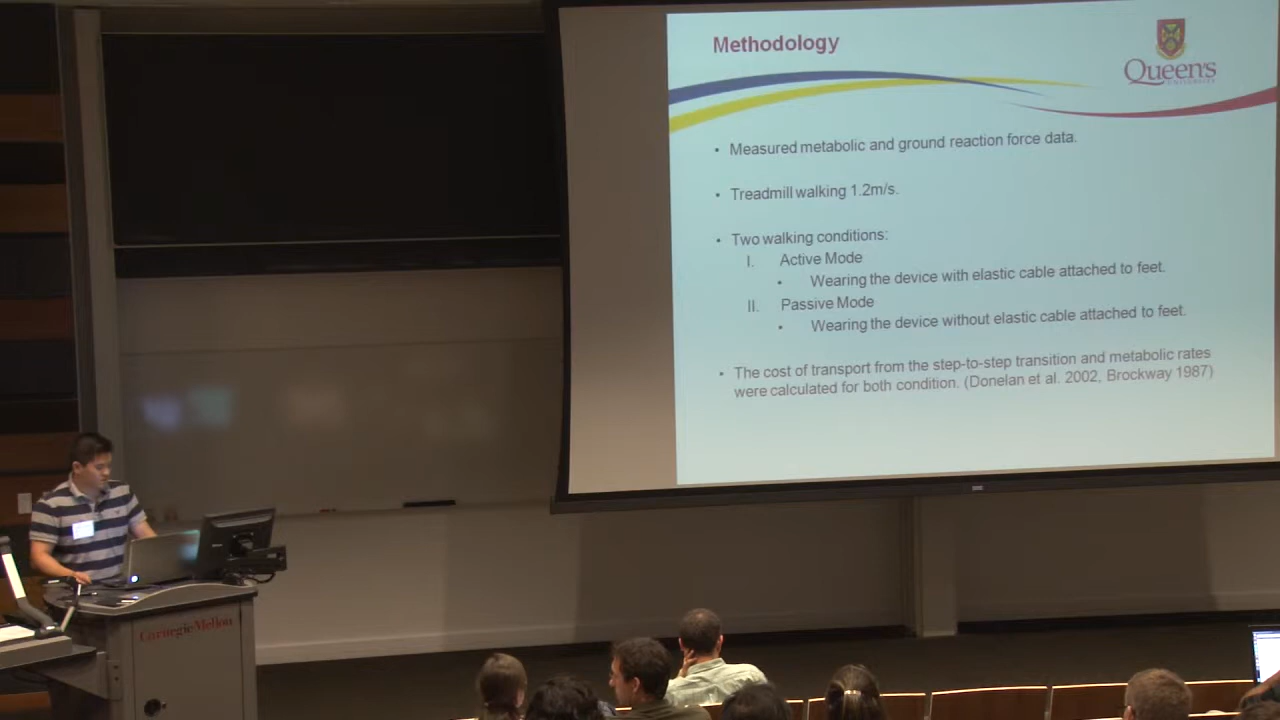 Methodology
Queen's
UNIVERSITY
• Measured metabolic and ground reaction force data.
• Treadmill walking 1.2m/s.
• Two walking conditions:
I. Active Mode
• Wearing the device with elastic cable attached to feet.
II. Passive Mode
• Wearing the device without elastic cable attached to feet.
• The cost of transport from the step-to-step transition and metabolic rates
were calculated for both condition. (Donelan et al. 2002, Brockway 1987)
Carnegie Mellon